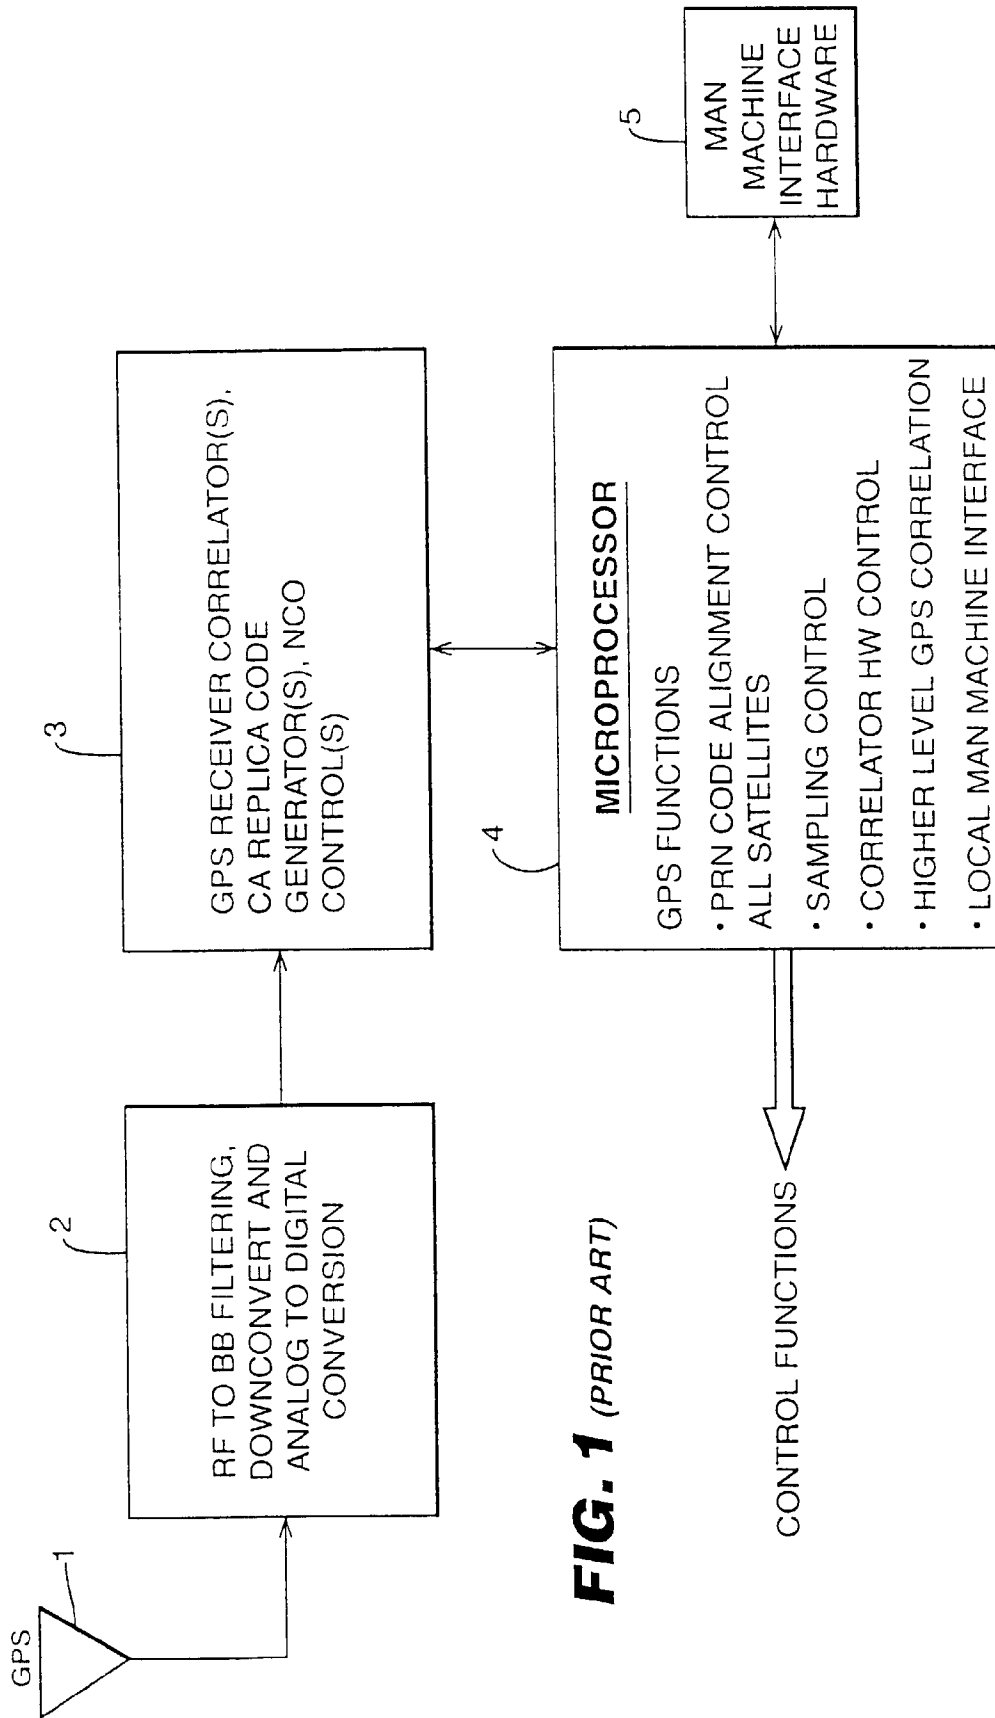 GPS
1
2
RF TO BB FILTERING,
DOWNCONVERT AND
ANALOG TO DIGITAL
CONVERSION
3
GPS RECEIVER CORRELATOR(S),
CA REPLICA CODE
GENERATOR(S), NCO
CONTROL(S)
4
MICROPROCESSOR
GPS FUNCTIONS
• PRN CODE ALIGNMENT CONTROL
ALL SATELLITES
• SAMPLING CONTROL
• CORRELATOR HW CONTROL
• HIGHER LEVEL GPS CORRELATION
• LOCAL MAN MACHINE INTERFACE
5
MAN
MACHINE
INTERFACE
HARDWARE
CONTROL FUNCTIONS
FIG. 1 (PRIOR ART)